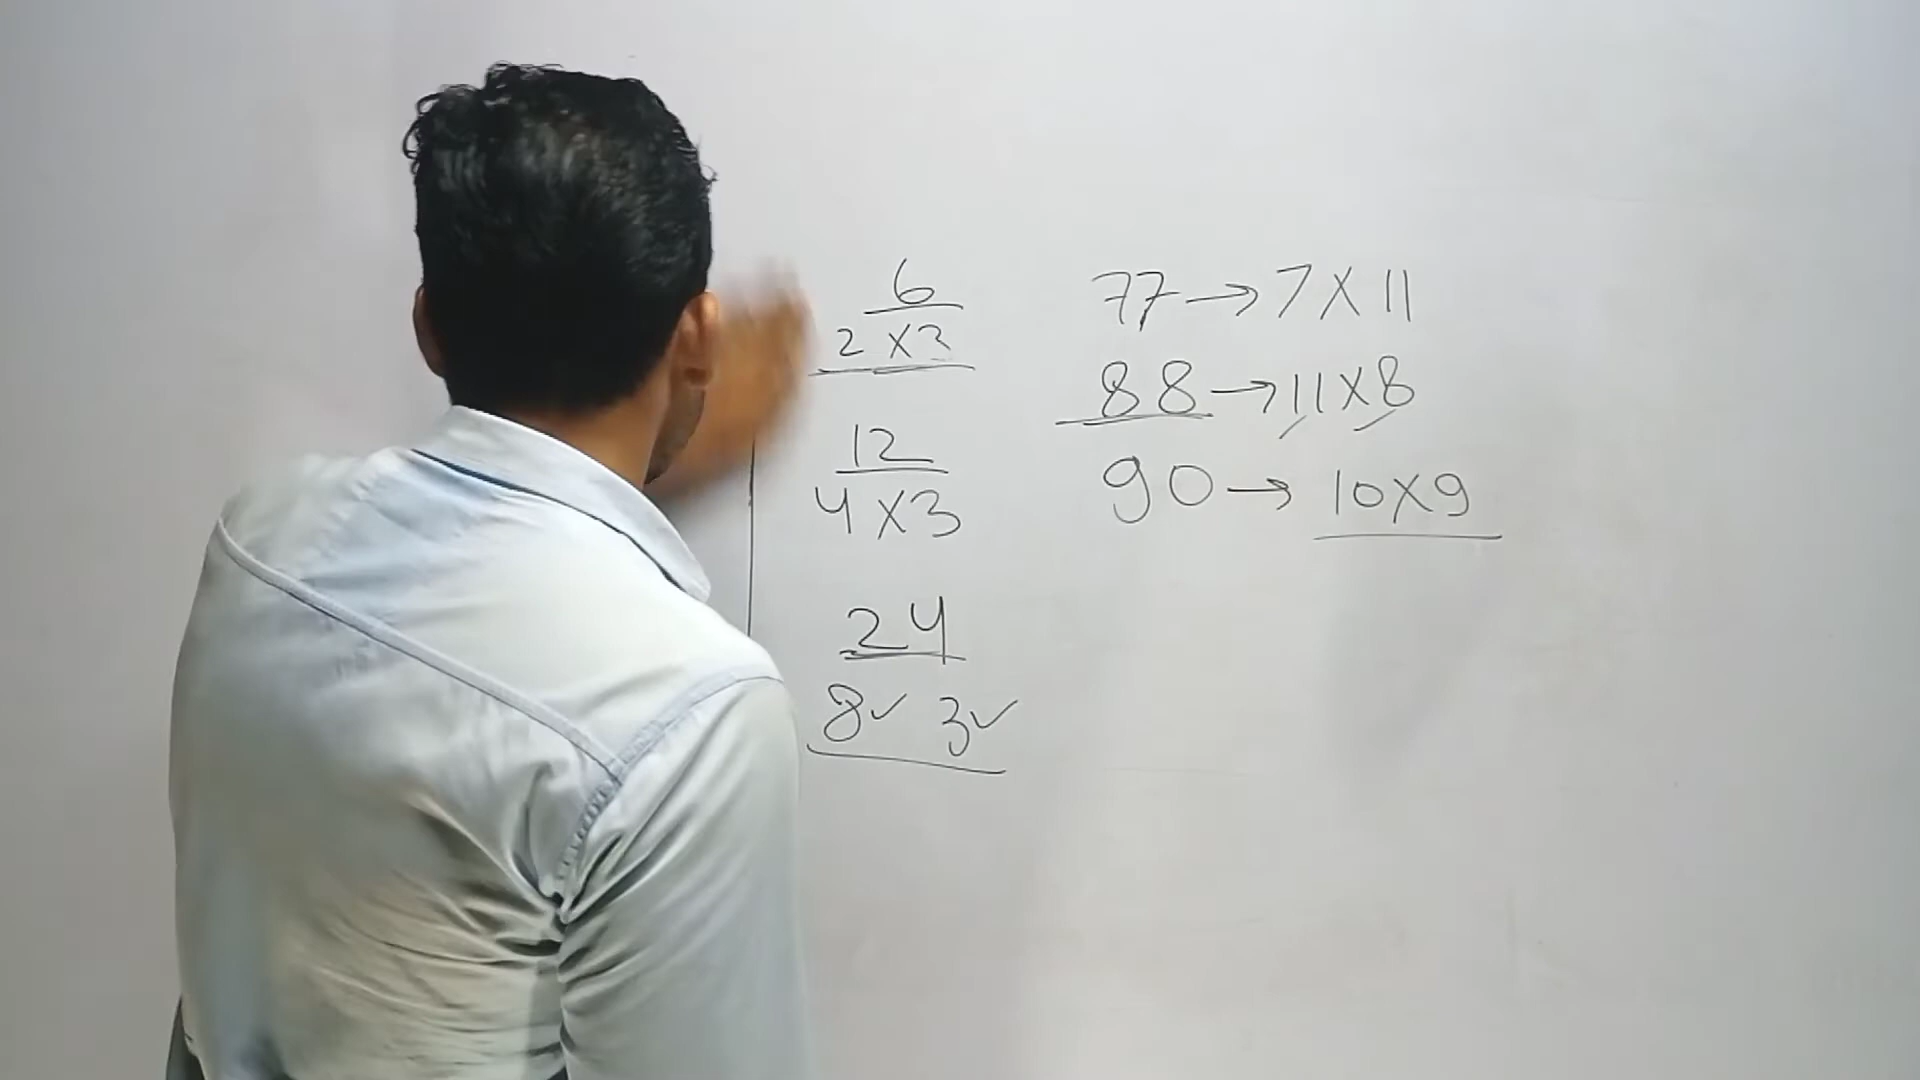 6
2 x 3
12
4 x 3
24
8✓ 3✓
77 → 7 x 11
88 → 11 x 8
90 → 10 x 9